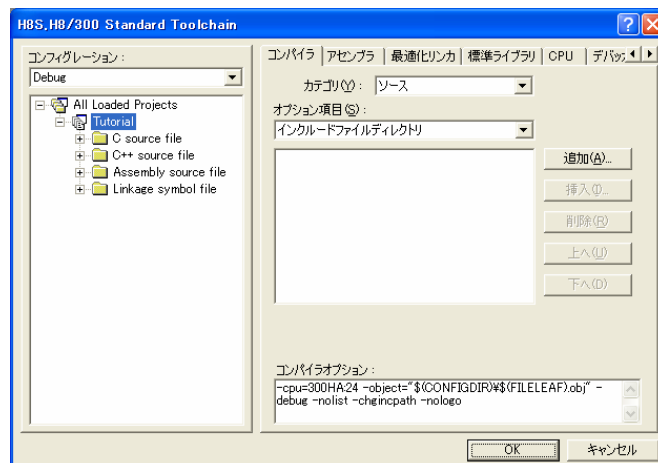 H8S,H8/300 Standard Toolchain
コンフィグレーション :
Debug
All Loaded Projects
Tutorial
C source file
C++ source file
Assembly source file
Linkage symbol file
コンパイラ アセンブラ 最適化リンカ 標準ライブラリ CPU デバッ
カテゴリ(Y) : ソース
オプション項目(S) :
インクルードファイルディレクトリ
追加(A)...
挿入(I)...
削除(R)
上へ(U)
下へ(D)
コンパイラオプション :
-cpu=300HA:24 -object="$(CONFIGDIR)¥$(FILELEAF).obj" -
debug -nolist -chgincpath -nologo
OK キャンセル